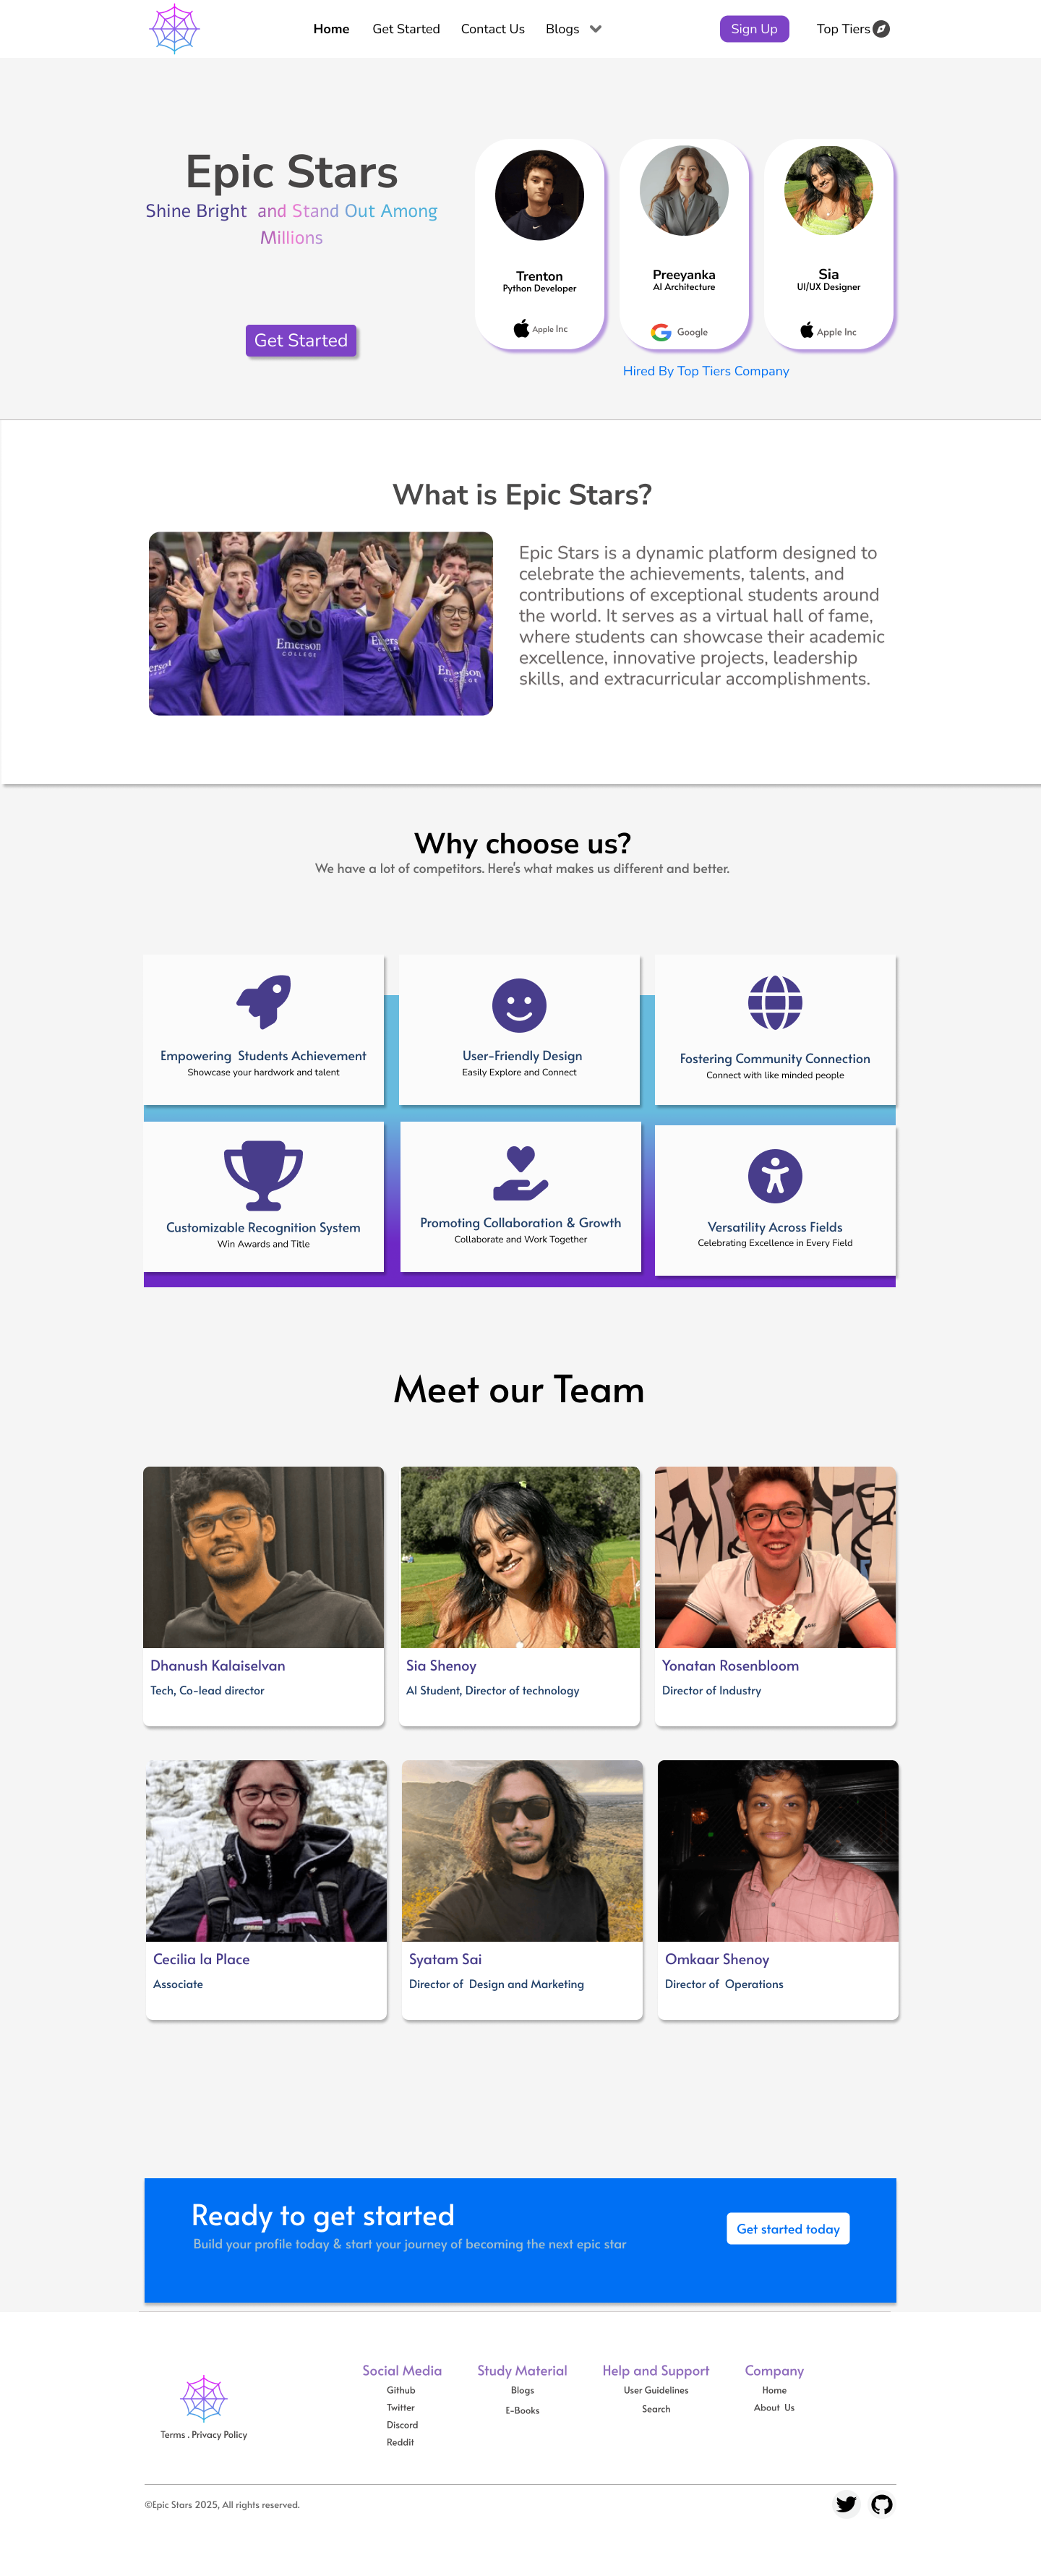 Home Get Started Contact Us Blogs Sign Up Top Tiers
Epic Stars
Shine Bright and Stand Out Among
Millions
Get Started
Trenton
Python Developer
Apple Inc
Preeyanka
AI Architecture
Google
Sia
UI/UX Designer
Apple Inc
Hired By Top Tiers Company
What is Epic Stars?
Emerson
COLLEGE
Epic Stars is a dynamic platform designed to
celebrate the achievements, talents, and
contributions of exceptional students around
the world. It serves as a virtual hall of fame,
where students can showcase their academic
excellence, innovative projects, leadership
skills, and extracurricular accomplishments.
Why choose us?
We have a lot of competitors. Here's what makes us different and better.
Empowering Students Achievement
Showcase your hardwork and talent
User-Friendly Design
Easily Explore and Connect
Fostering Community Connection
Connect with like minded people
Customizable Recognition System
Win Awards and Title
Promoting Collaboration & Growth
Collaborate and Work Together
Versatility Across Fields
Celebrating Excellence in Every Field
Meet our Team
Dhanush Kalaiselvan
Tech, Co-lead director
Sia Shenoy
AI Student, Director of technology
Yonatan Rosenbloom
Director of Industry
Cecilia la Place
Associate
Syatam Sai
Director of Design and Marketing
Omkaar Shenoy
Director of Operations
Ready to get started
Build your profile today & start your journey of becoming the next epic star
Get started today
Terms . Privacy Policy
Social Media
Github
Twitter
Discord
Reddit
Study Material
Blogs
E-Books
Help and Support
User Guidelines
Search
Company
Home
About Us
©Epic Stars 2025, All rights reserved.